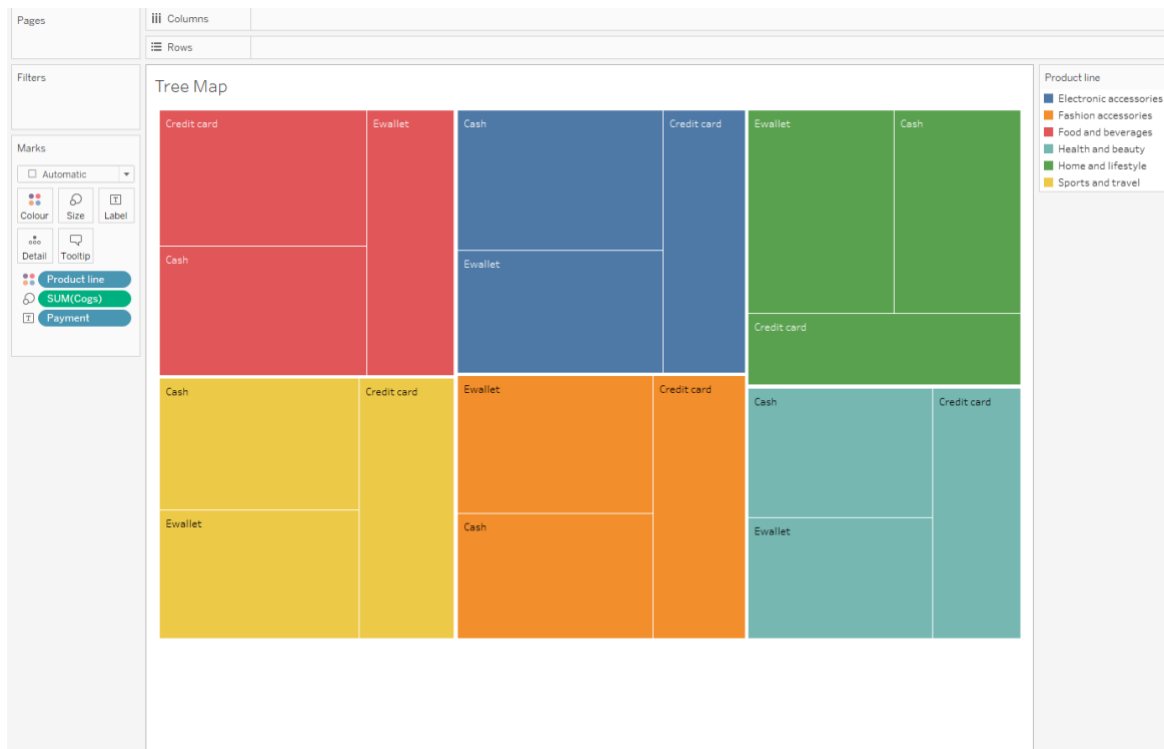 Pages
Columns
Rows
Filters
Marks
Automatic
Colour Size Label
Detail Tooltip
Product line
SUM(Cogs)
Payment
Tree Map
Credit card Ewallet Cash Credit card Ewallet Cash
Cash Ewallet
Credit card
Cash Credit card Ewallet Credit card
Cash Credit card
Ewallet Cash
Ewallet
Product line
Electronic accessories
Fashion accessories
Food and beverages
Health and beauty
Home and lifestyle
Sports and travel